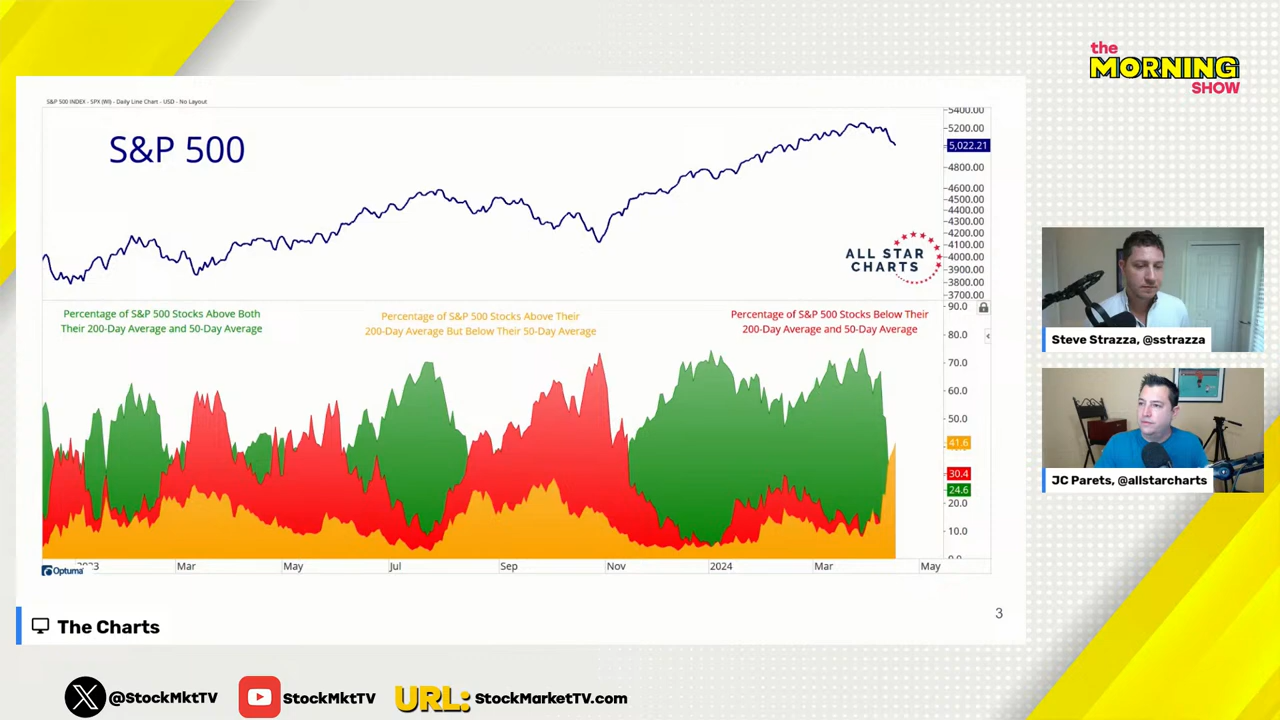 the
MORNING
SHOW
S&P 500 INDEX - SPX (WI) - Daily Line Chart - USD - No Layout
S&P 500
5400.00
5200.00
5,022.21
4800.00
4600.00
4500.00
4400.00
4300.00
4200.00
4100.00
4000.00
3900.00
3800.00
3700.00
ALL STAR
CHARTS
Percentage of S&P 500 Stocks Above Both
Their 200-Day Average and 50-Day Average
Percentage of S&P 500 Stocks Above Their
200-Day Average But Below Their 50-Day Average
Percentage of S&P 500 Stocks Below Their
200-Day Average and 50-Day Average
90.0
80.0
70.0
60.0
50.0
41.6
30.4
24.6
20.0
10.0
0.0
Optuma
2023
Mar
May
Jul
Sep
Nov
2024
Mar
May
3
Steve Strazza, @sstrazza
JC Parets, @allstarcharts
The Charts
@StockMktTV
StockMktTV
URL: StockMarketTV.com